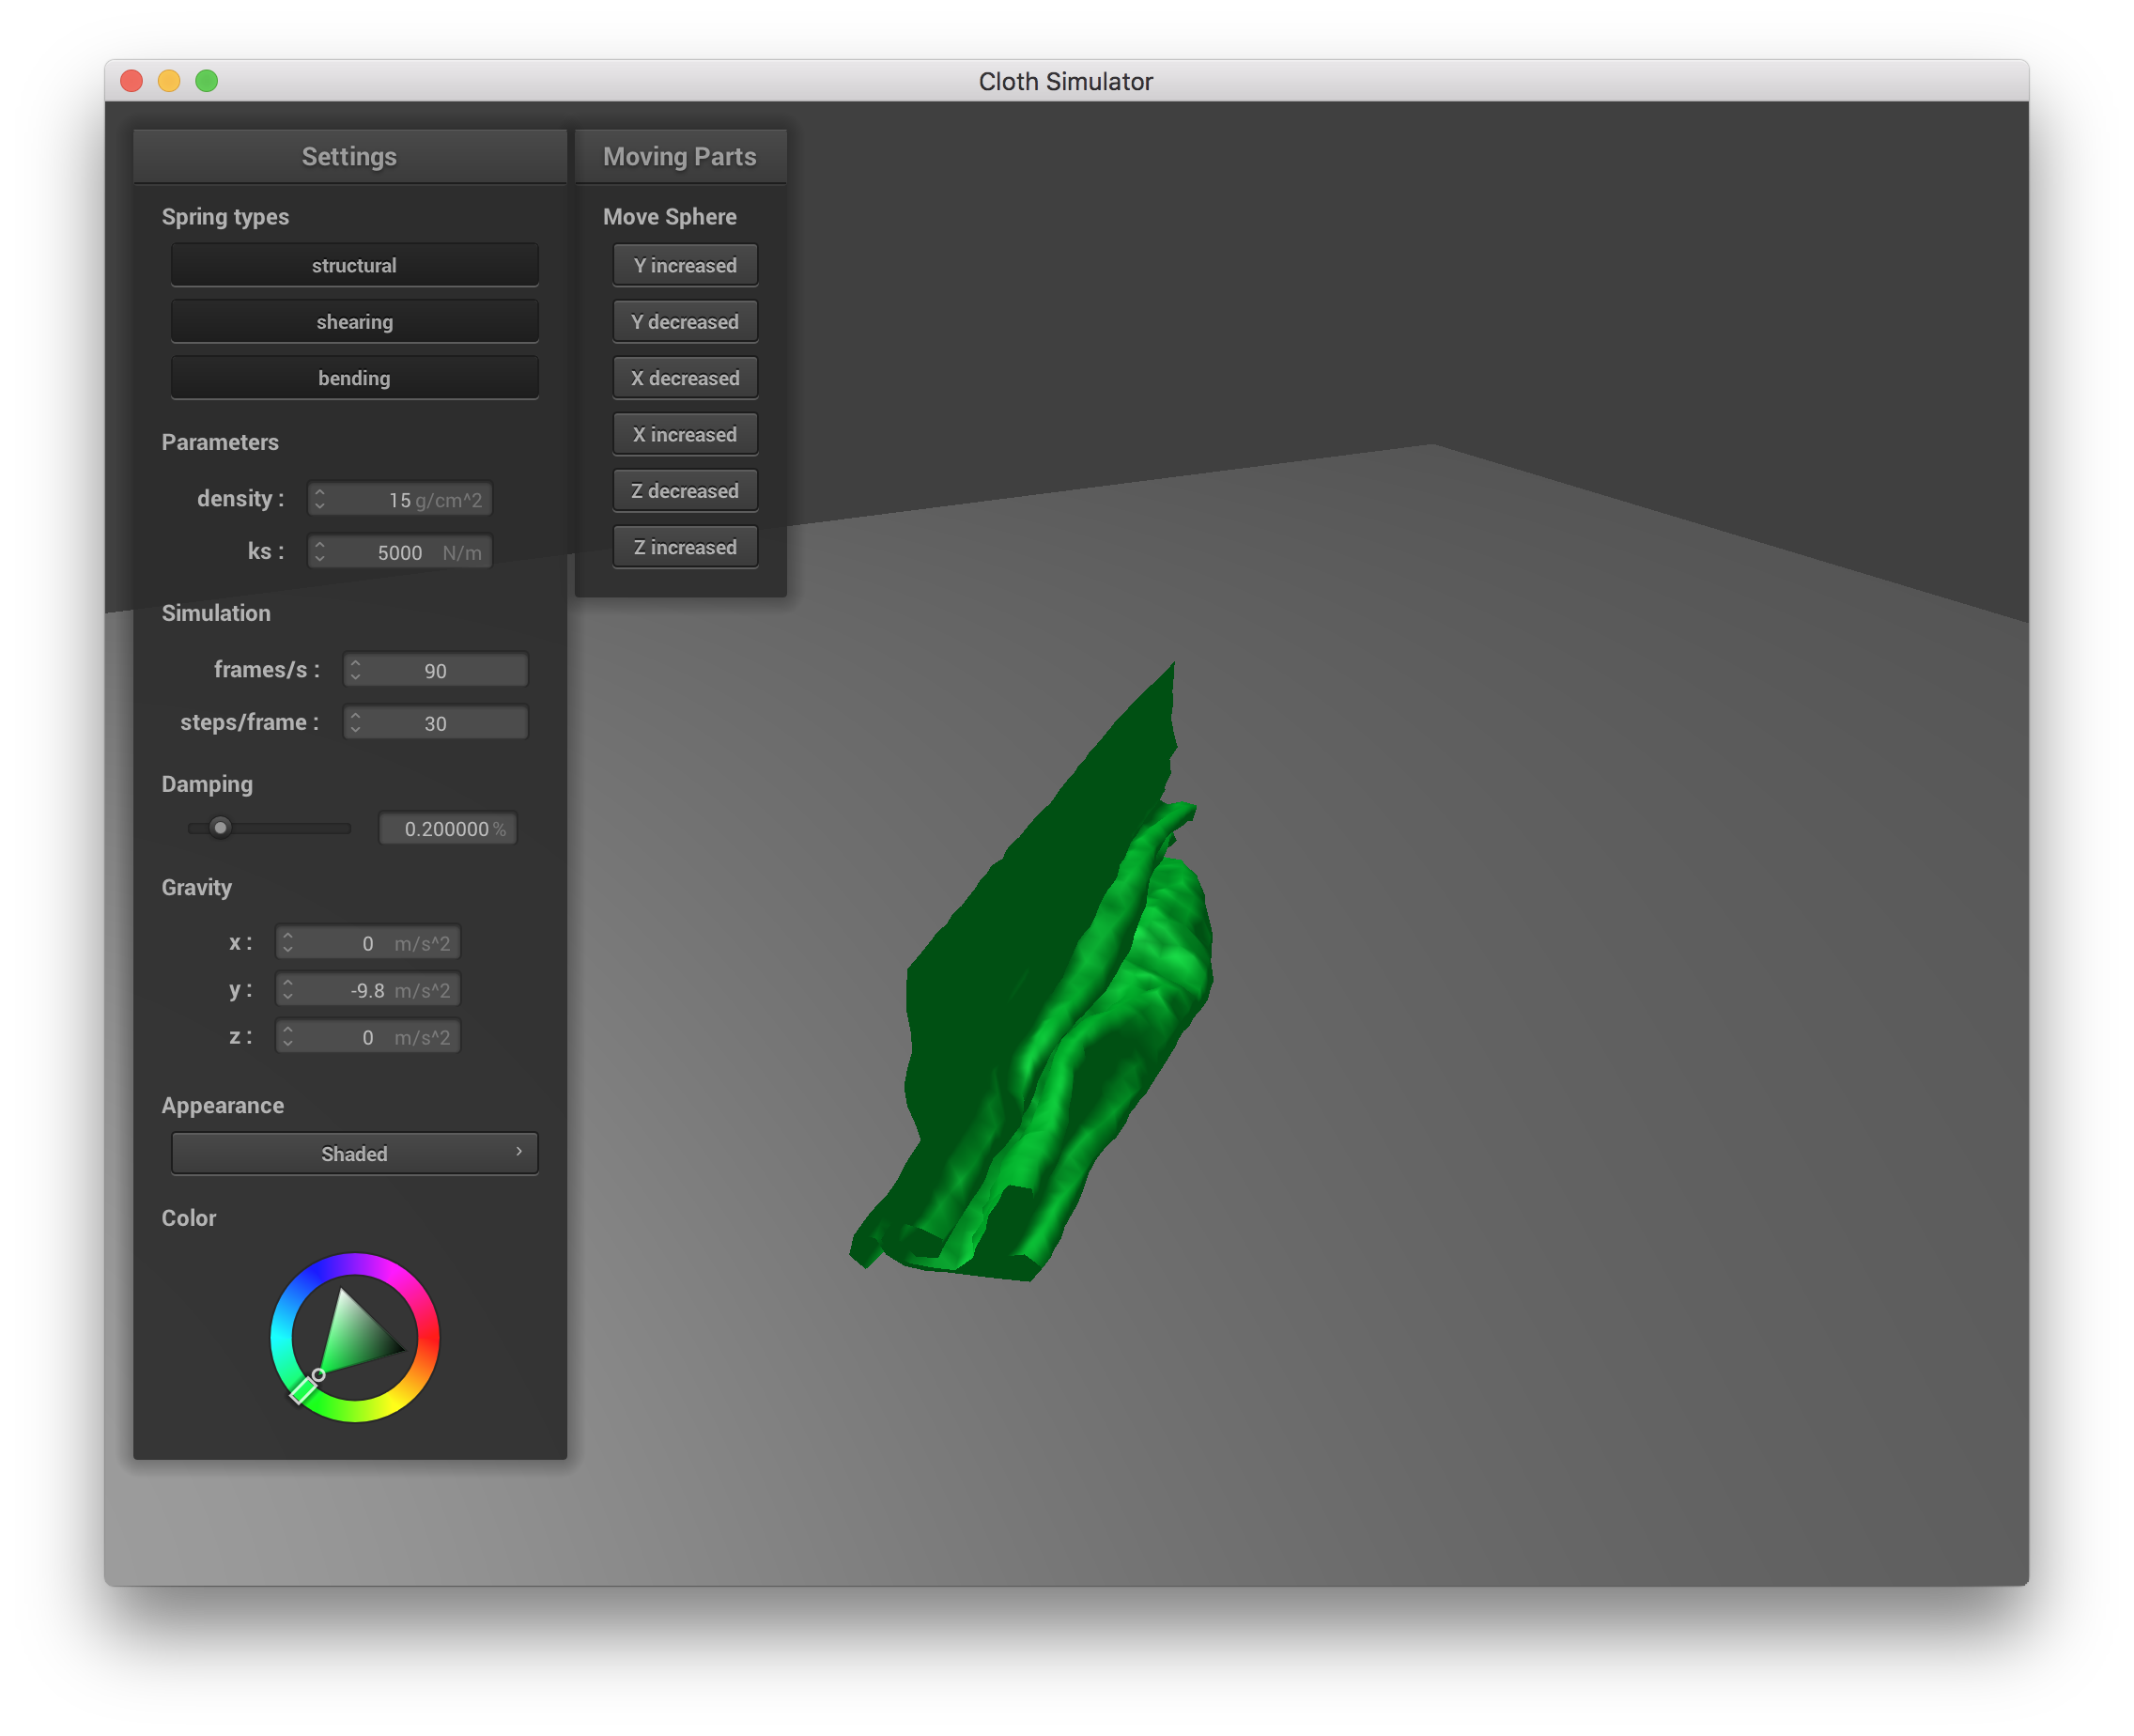 Cloth Simulator
Settings
Spring types
structural
shearing
bending
Parameters
density : 15 g/cm^2
ks : 5000 N/m
Simulation
frames/s : 90
steps/frame : 30
Damping
0.200000 %
Gravity
x : 0 m/s^2
y : -9.8 m/s^2
z : 0 m/s^2
Appearance
Shaded
Color
Moving Parts
Move Sphere
Y increased
Y decreased
X decreased
X increased
Z decreased
Z increased